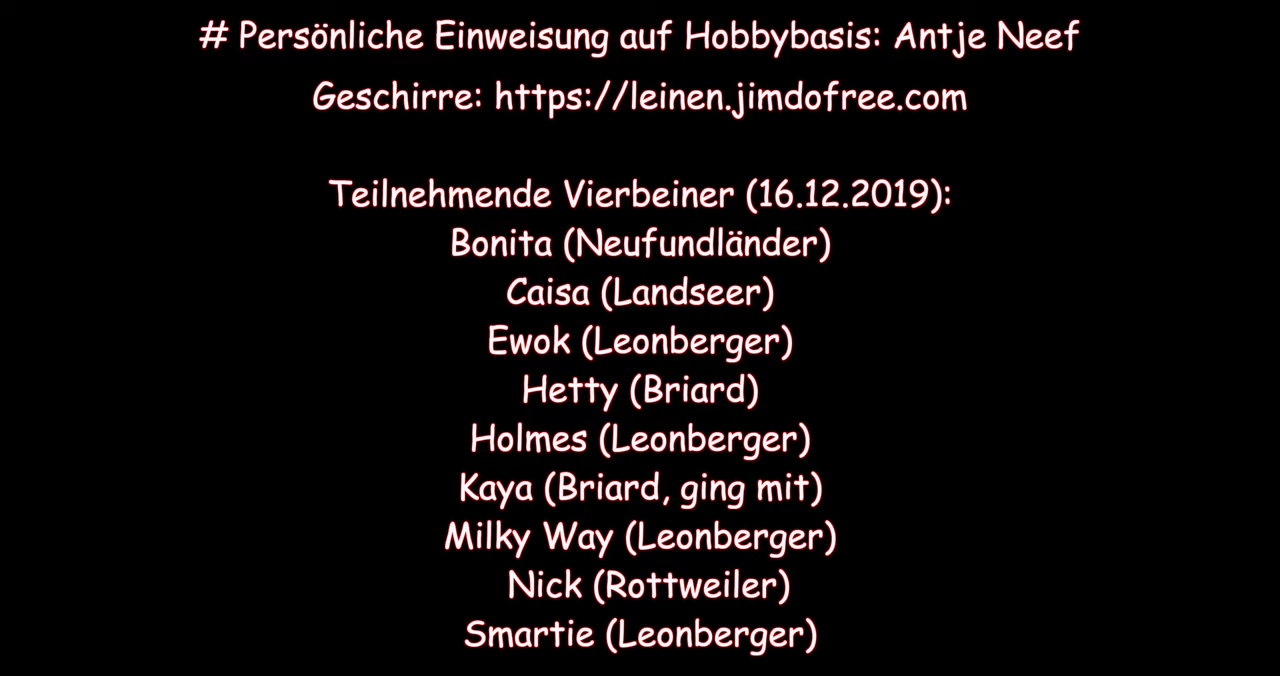 # Persönliche Einweisung auf Hobbybasis: Antje Neef
Geschirre: https://leinen.jimdofree.com
Teilnehmende Vierbeiner (16.12.2019):
Bonita (Neufundländer)
Caisa (Landseer)
Ewok (Leonberger)
Hetty (Briard)
Holmes (Leonberger)
Kaya (Briard, ging mit)
Milky Way (Leonberger)
Nick (Rottweiler)
Smartie (Leonberger)